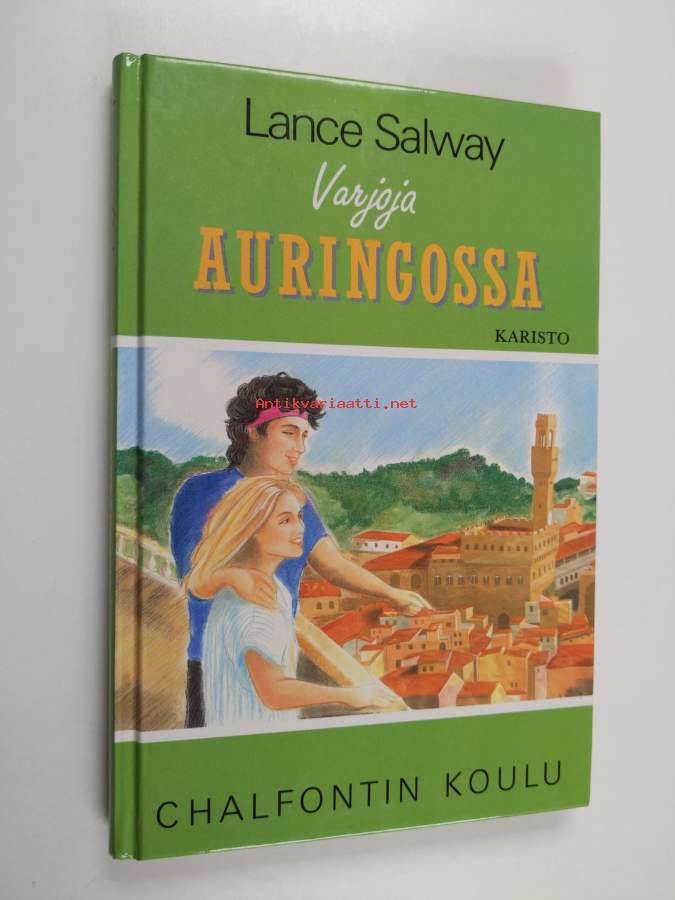 Lance Salway
Varjoja
AURINGOSSA
KARISTO
Antikvariaatti.net
CHALFONTIN KOULU